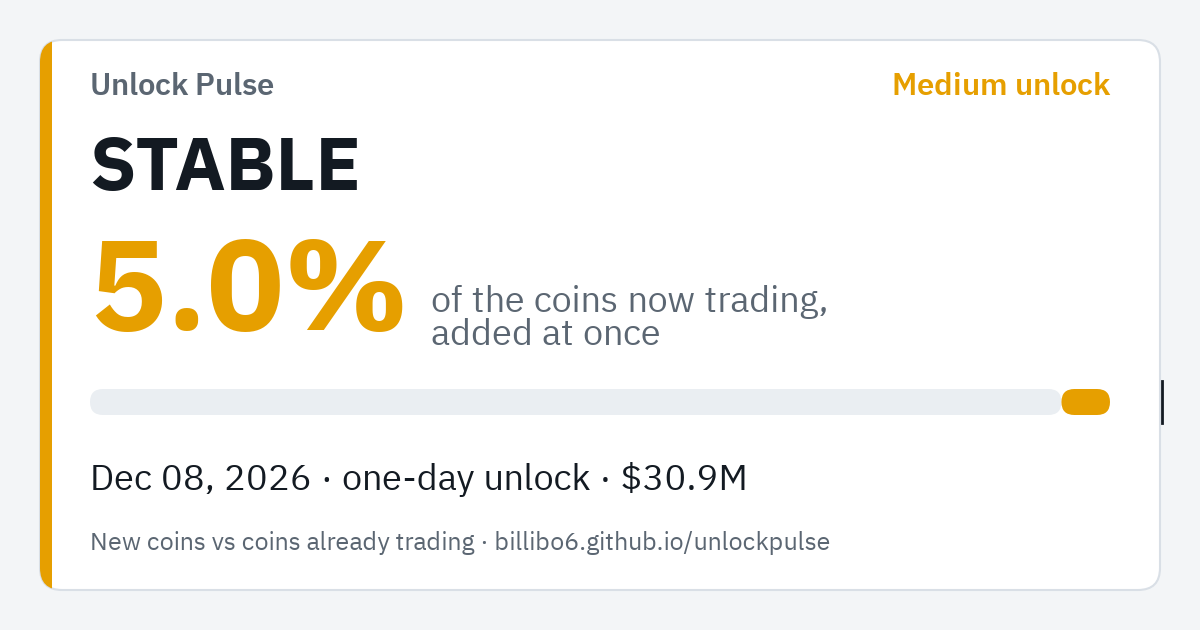 Unlock Pulse
Medium unlock
STABLE
5.0%
of the coins now trading,
added at once
Dec 08, 2026 · one-day unlock · $30.9M
New coins vs coins already trading · billibo6.github.io/unlockpulse